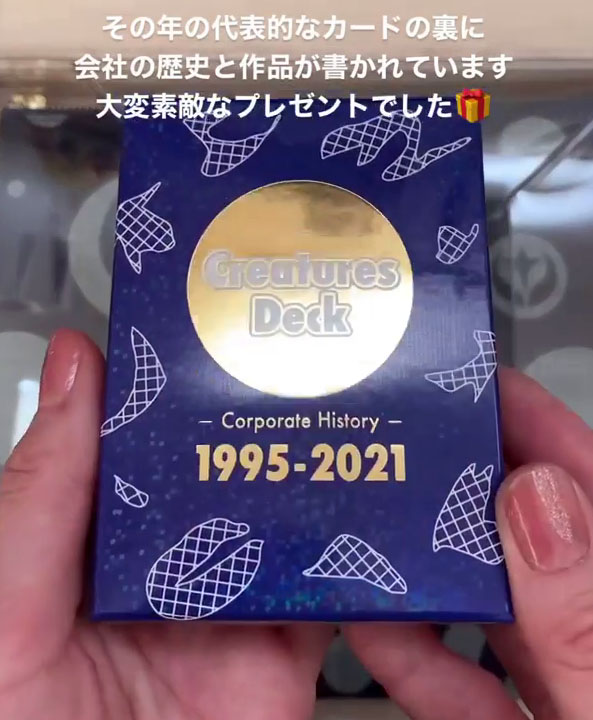 その年の代表的なカードの裏に
会社の歴史と作品が書かれています
大変素敵なプレゼントでした🎁
Creatures
Deck
– Corporate History –
1995-2021